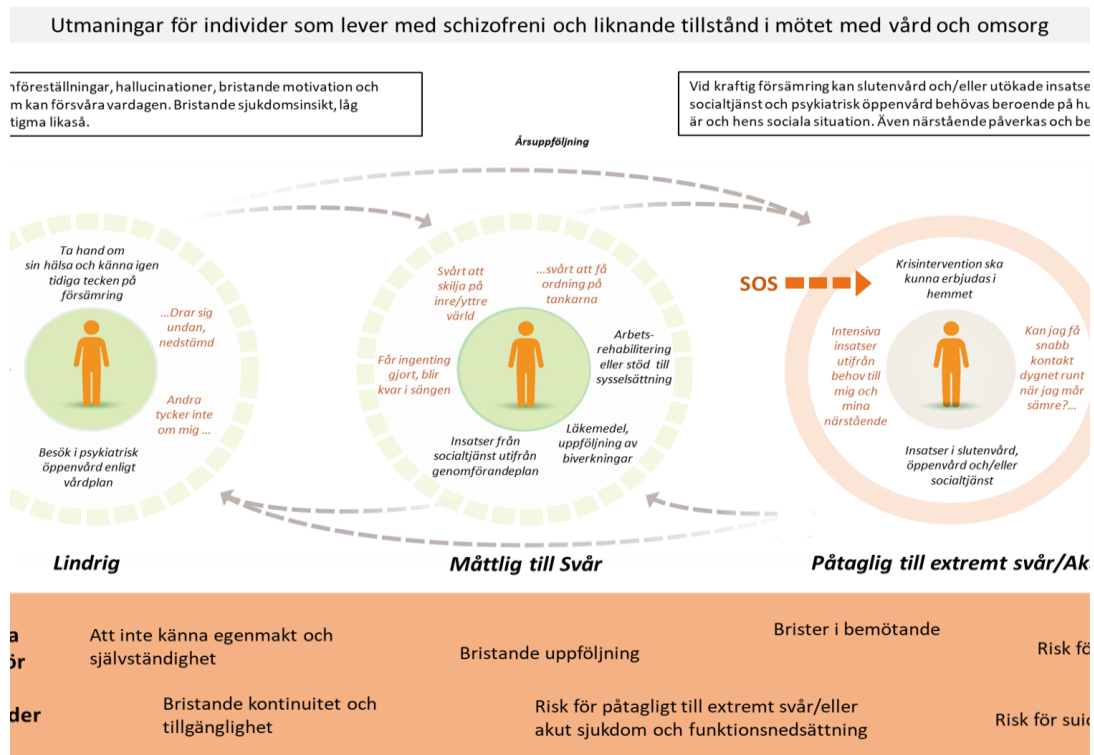 Utmaningar för individer som lever med schizofreni och liknande tillstånd i mötet med vård och omsorg
nföreställningar, hallucinationer, bristande motivation och
m kan försvåra vardagen. Bristande sjukdomsinsikt, låg
tigma likaså.
Vid kraftig försämring kan slutenvård och/eller utökade insatse
socialtjänst och psykiatrisk öppenvård behövas beroende på hu
är och hens sociala situation. Även närstående påverkas och be
Årsuppföljning
Ta hand om
sin hälsa och känna igen
tidiga tecken på
försämring
...Drar sig
undan,
nedstämd
Andra
tycker inte
om mig ...
Besök i psykiatrisk
öppenvård enligt
vårdplan
Svårt att
skilja på
inre/yttre
värld
...svårt att få
ordning på
tankarna
Får ingenting
gjort, blir
kvar i sängen
Arbets-
rehabilitering
eller stöd till
sysselsättning
Insatser från
socialtjänst utifrån
genomförandeplan
Läkemedel,
uppföljning av
biverkningar
SOS
Krisintervention ska
kunna erbjudas i
hemmet
Intensiva
insatser
utifrån
behov till
mig och
mina
närstående
Kan jag få
snabb
kontakt
dygnet runt
när jag mår
sämre?...
Insatser i slutenvård,
öppenvård och/eller
socialtjänst
Lindrig
Måttlig till Svår
Påtaglig till extremt svår/Ak
a
ör
Att inte känna egenmakt och
självständighet
Bristande uppföljning
Brister i bemötande
Risk fö
der
Bristande kontinuitet och
tillgänglighet
Risk för påtagligt till extremt svår/eller
akut sjukdom och funktionsnedsättning
Risk för suic